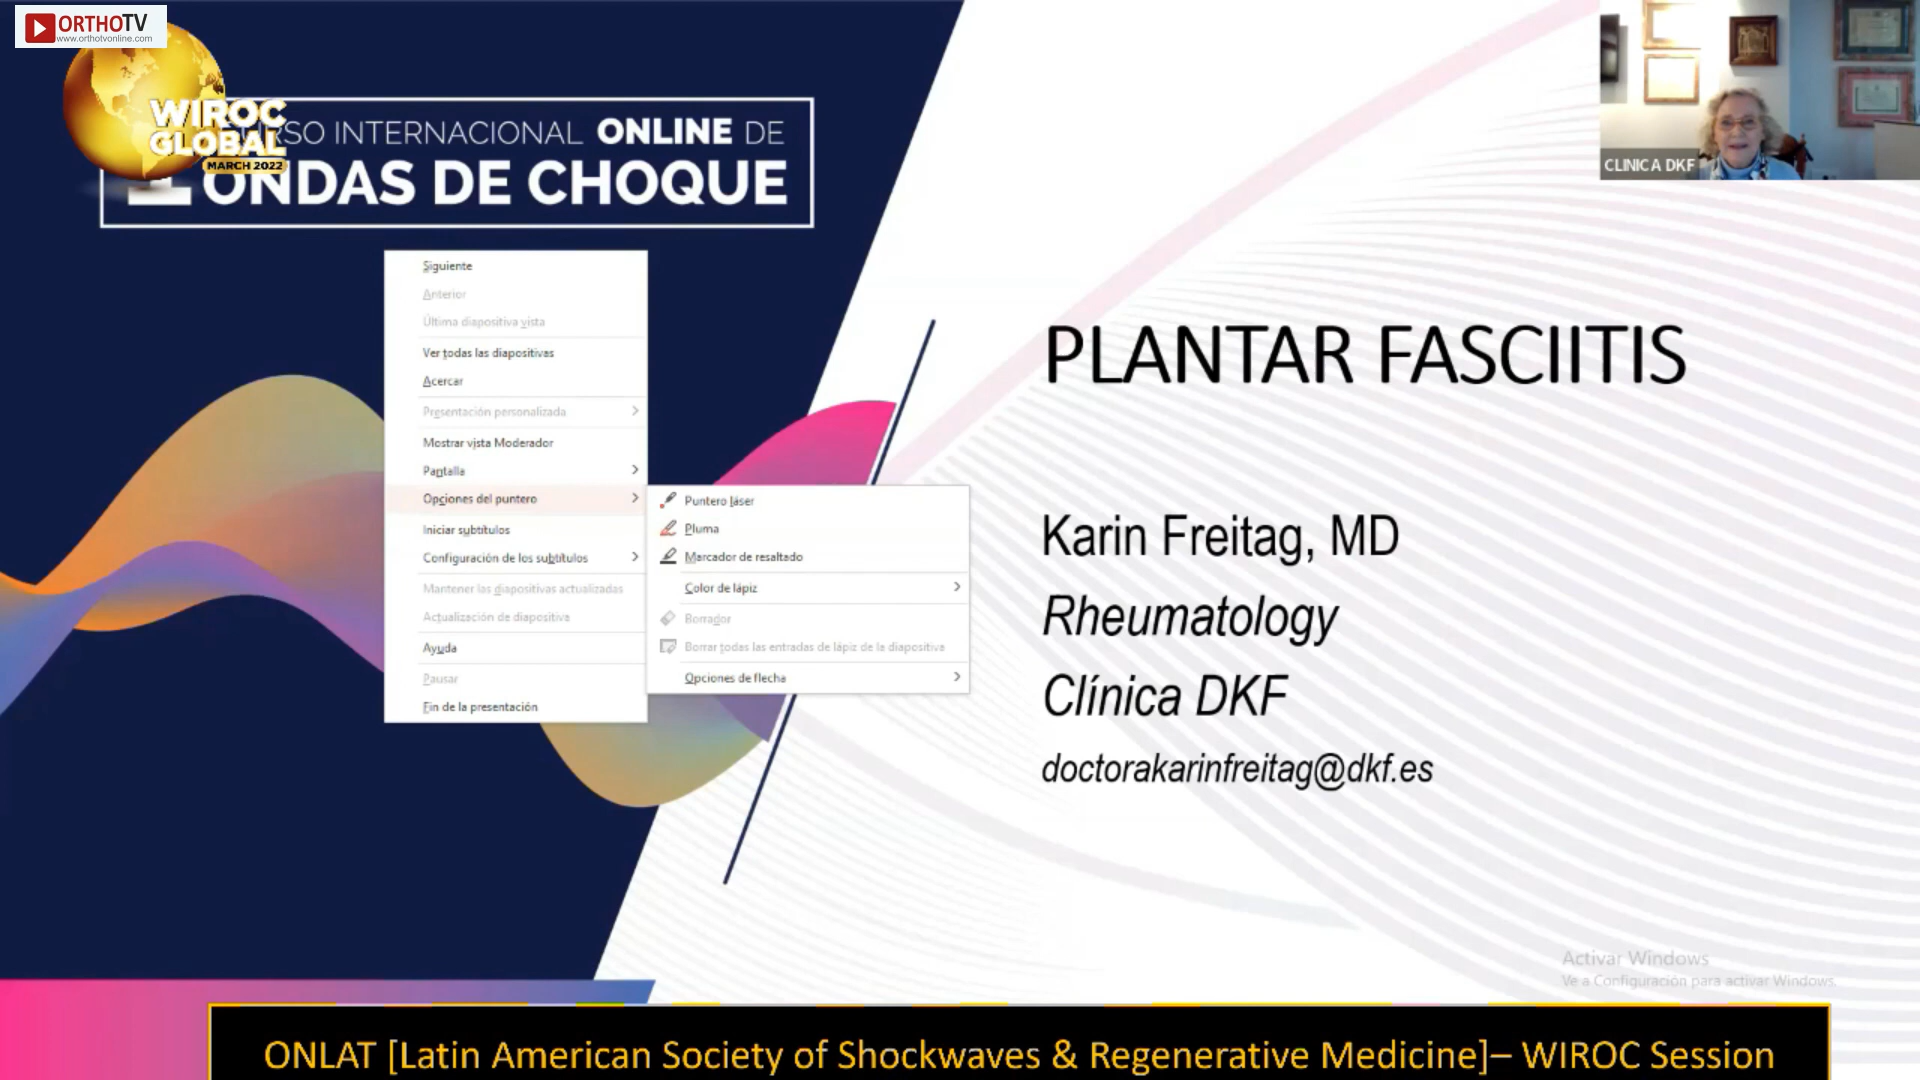 ORTHOTV
www.orthotvonline.com
WIROC
GLOBAL
MARCH 2022
SO INTERNACIONAL ONLINE DE
ONDAS DE CHOQUE
CLINICA DKF
Siguiente
Anterior
Última diapositiva vista
Ver todas las diapositivas
Acercar
Presentación personalizada
Mostrar vista Moderador
Pantalla
Opciones del puntero
Iniciar subtítulos
Configuración de los subtítulos
Mantener las diapositivas actualizadas
Actualización de diapositiva
Ayuda
Pausar
Fin de la presentación
Puntero láser
Pluma
Marcador de resaltado
Color de lápiz
Borrador
Borrar todas las entradas de lápiz de la diapositiva
Opciones de flecha
PLANTAR FASCIITIS
Karin Freitag, MD
Rheumatology
Clínica DKF
doctorakarinfreitag@dkf.es
Activar Windows
Ve a Configuración para activar Windows.
ONLAT [Latin American Society of Shockwaves & Regenerative Medicine]– WIROC Session